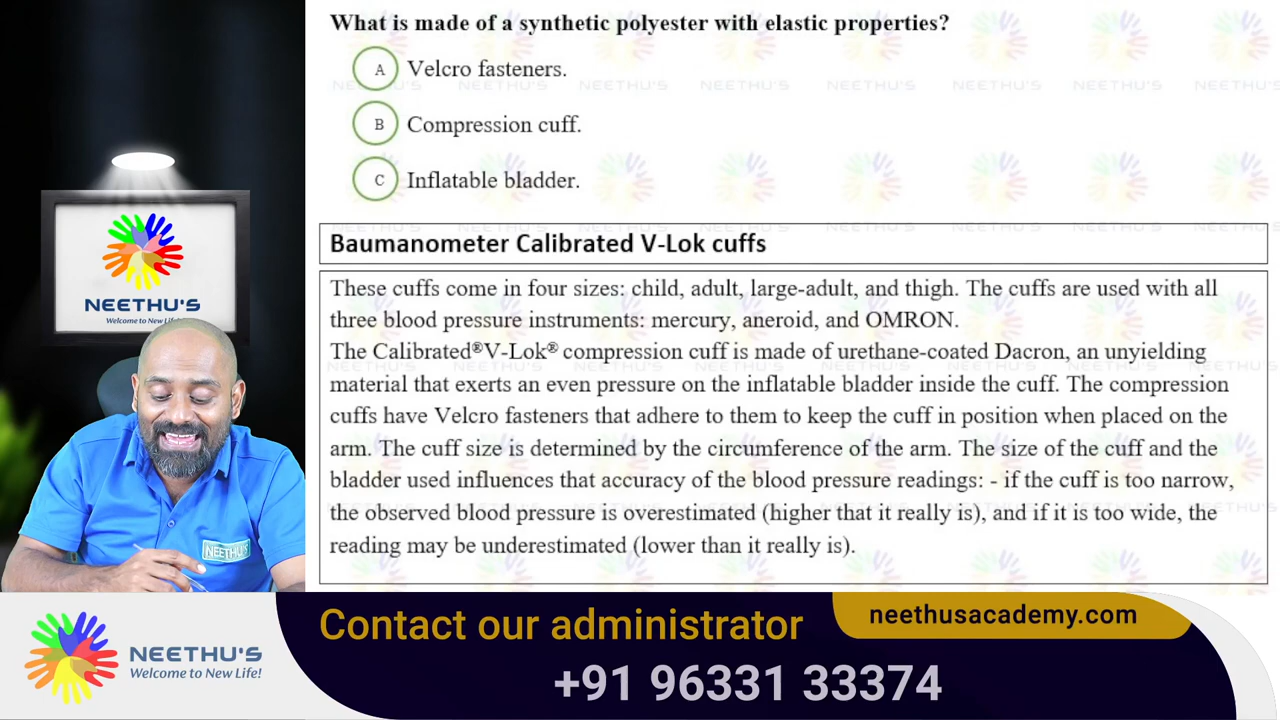 What is made of a synthetic polyester with elastic properties?
A Velcro fasteners.
B Compression cuff.
C Inflatable bladder.
Baumanometer Calibrated V-Lok cuffs
These cuffs come in four sizes: child, adult, large-adult, and thigh. The cuffs are used with all
three blood pressure instruments: mercury, aneroid, and OMRON.
The Calibrated®V-Lok® compression cuff is made of urethane-coated Dacron, an unyielding
material that exerts an even pressure on the inflatable bladder inside the cuff. The compression
cuffs have Velcro fasteners that adhere to them to keep the cuff in position when placed on the
arm. The cuff size is determined by the circumference of the arm. The size of the cuff and the
bladder used influences that accuracy of the blood pressure readings: - if the cuff is too narrow,
the observed blood pressure is overestimated (higher that it really is), and if it is too wide, the
reading may be underestimated (lower than it really is).
NEETHU'S
Welcome to New Life!
NEETHU'S
Contact our administrator
neethusacademy.com
NEETHU'S
Welcome to New Life!
+91 96331 33374